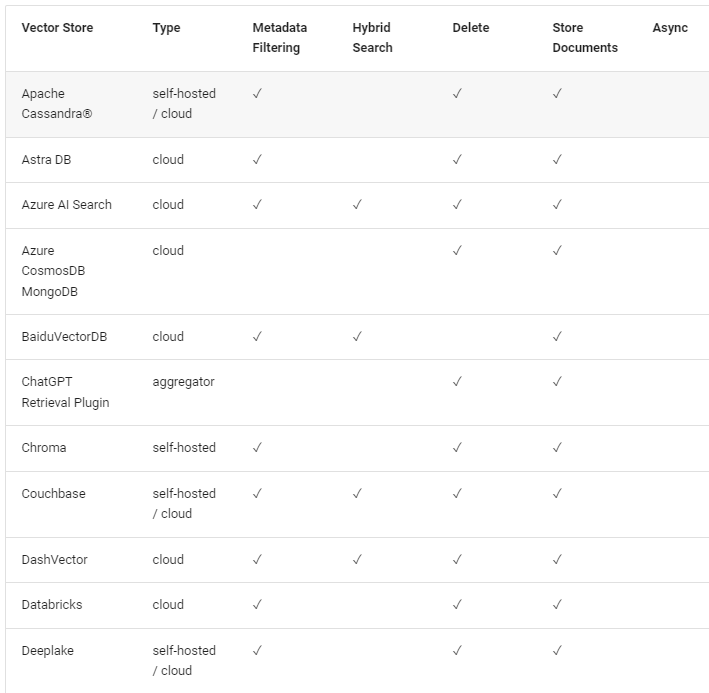 Vector Store Type Metadata Filtering Hybrid Search Delete Store Documents Async
Apache Cassandra® self-hosted / cloud ✓ ✓ ✓
Astra DB cloud ✓ ✓ ✓
Azure AI Search cloud ✓ ✓ ✓ ✓
Azure CosmosDB MongoDB cloud ✓ ✓
BaiduVectorDB cloud ✓ ✓ ✓
ChatGPT Retrieval Plugin aggregator ✓ ✓
Chroma self-hosted ✓ ✓ ✓
Couchbase self-hosted / cloud ✓ ✓ ✓ ✓
DashVector cloud ✓ ✓ ✓ ✓
Databricks cloud ✓ ✓ ✓
Deeplake self-hosted / cloud ✓ ✓ ✓